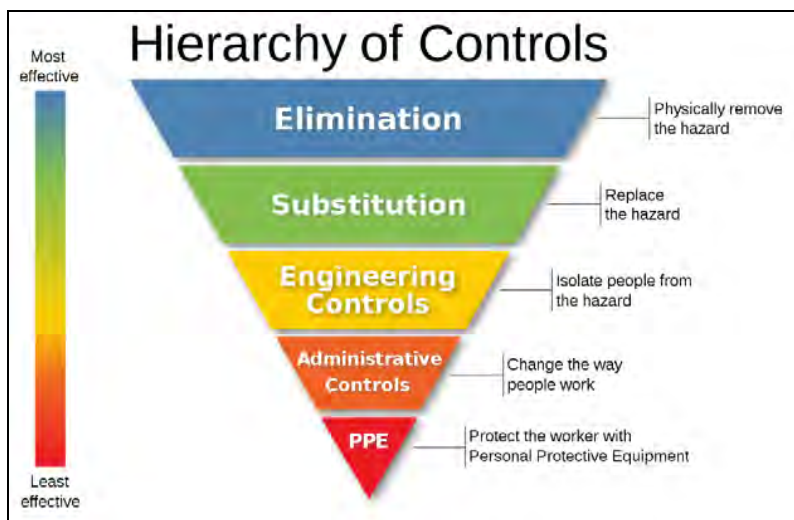 Hierarchy of Controls
Most
effective
Elimination
Physically remove
the hazard
Substitution
Replace
the hazard
Engineering
Controls
Isolate people from
the hazard
Administrative
Controls
Change the way
people work
PPE
Protect the worker with
Personal Protective Equipment
Least
effective